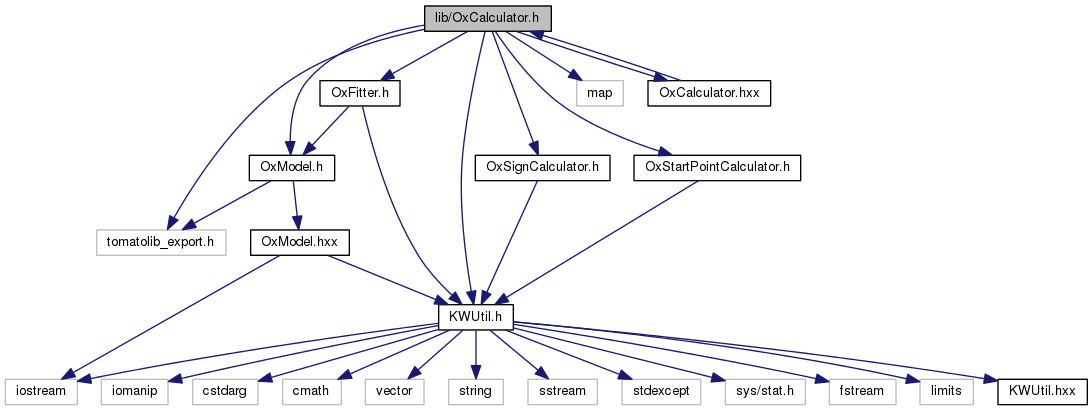 lib/OxCalculator.h
OxFitter.h
map
OxCalculator.hxx
OxModel.h
OxSignCalculator.h
OxStartPointCalculator.h
tomatolib_export.h
OxModel.hxx
KWUtil.h
iostream
iomanip
cstdarg
cmath
vector
string
sstream
stdexcept
sys/stat.h
fstream
limits
KWUtil.hxx